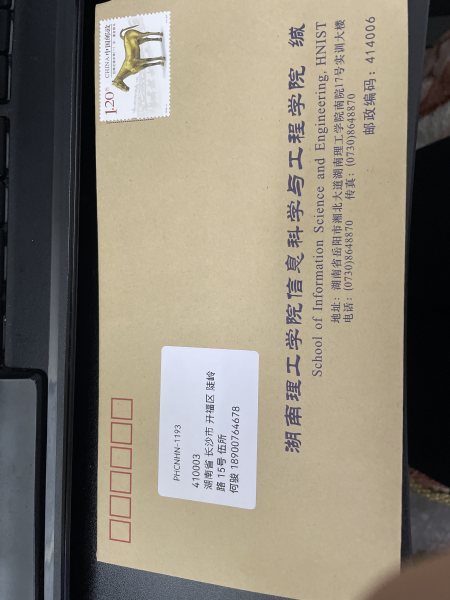 CHINA 中国邮政
1.20元
PHCNHN-1193
410003
湖南省 长沙市 开福区 陡岭
路 15号 伍所
何骏 18900764678
湖南理工学院信息科学与工程学院 缄
School of Information Science and Engineering, HNIST
地址：湖南省岳阳市湘北大道湖南理工学院南院17号实训大楼
电话：(0730)8648870 传真：(0730)8648870
邮政编码：414006